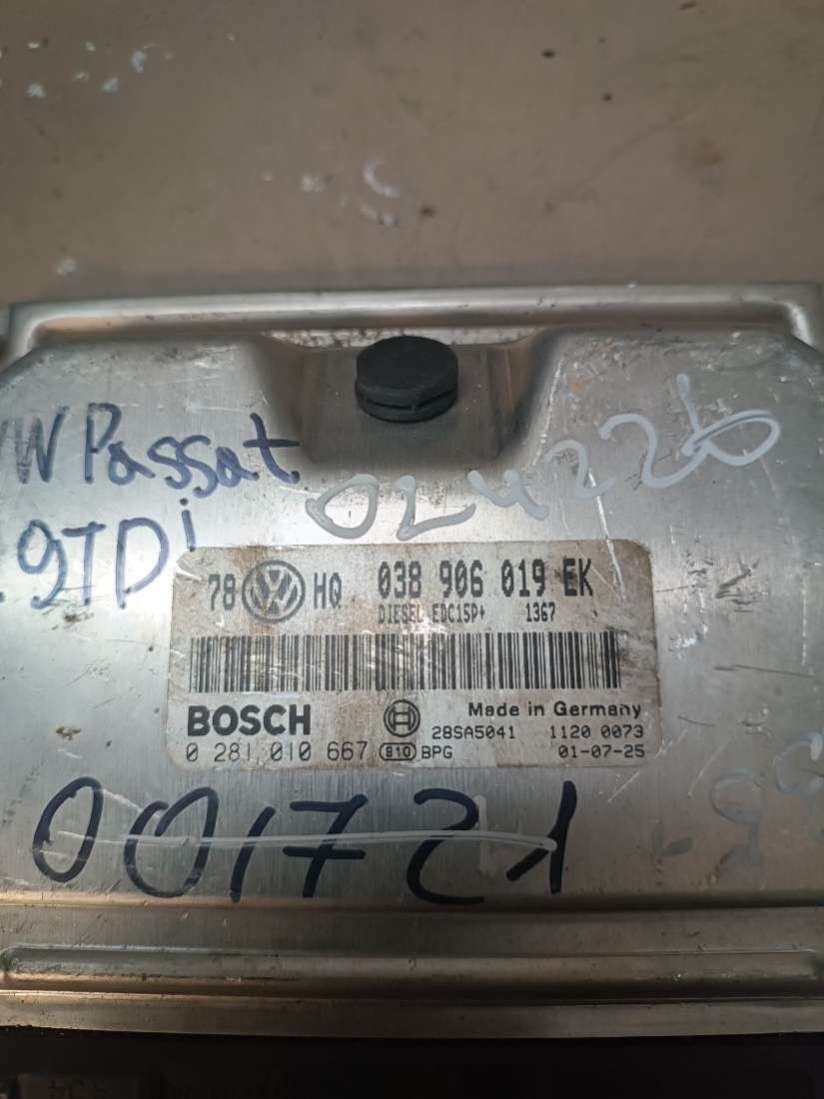 VW Passat
024226
.9TDi
78 HQ 038 906 019 EK
DIESEL EDC15P+ 1367
BOSCH
Made in Germany
28SA5041 1120 0073
0 281 010 667 810 BPG 01-07-25
001721